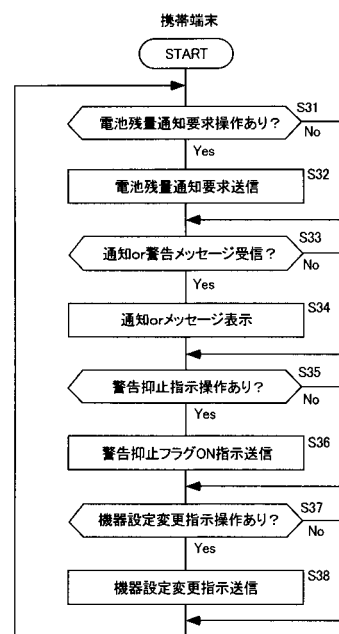 携帯端末
START
S31
電池残量通知要求操作あり？
No
Yes
S32
電池残量通知要求送信
S33
通知or警告メッセージ受信？
No
Yes
S34
通知orメッセージ表示
S35
警告抑止指示操作あり？
No
Yes
S36
警告抑止フラグON指示送信
S37
機器設定変更指示操作あり？
No
Yes
S38
機器設定変更指示送信